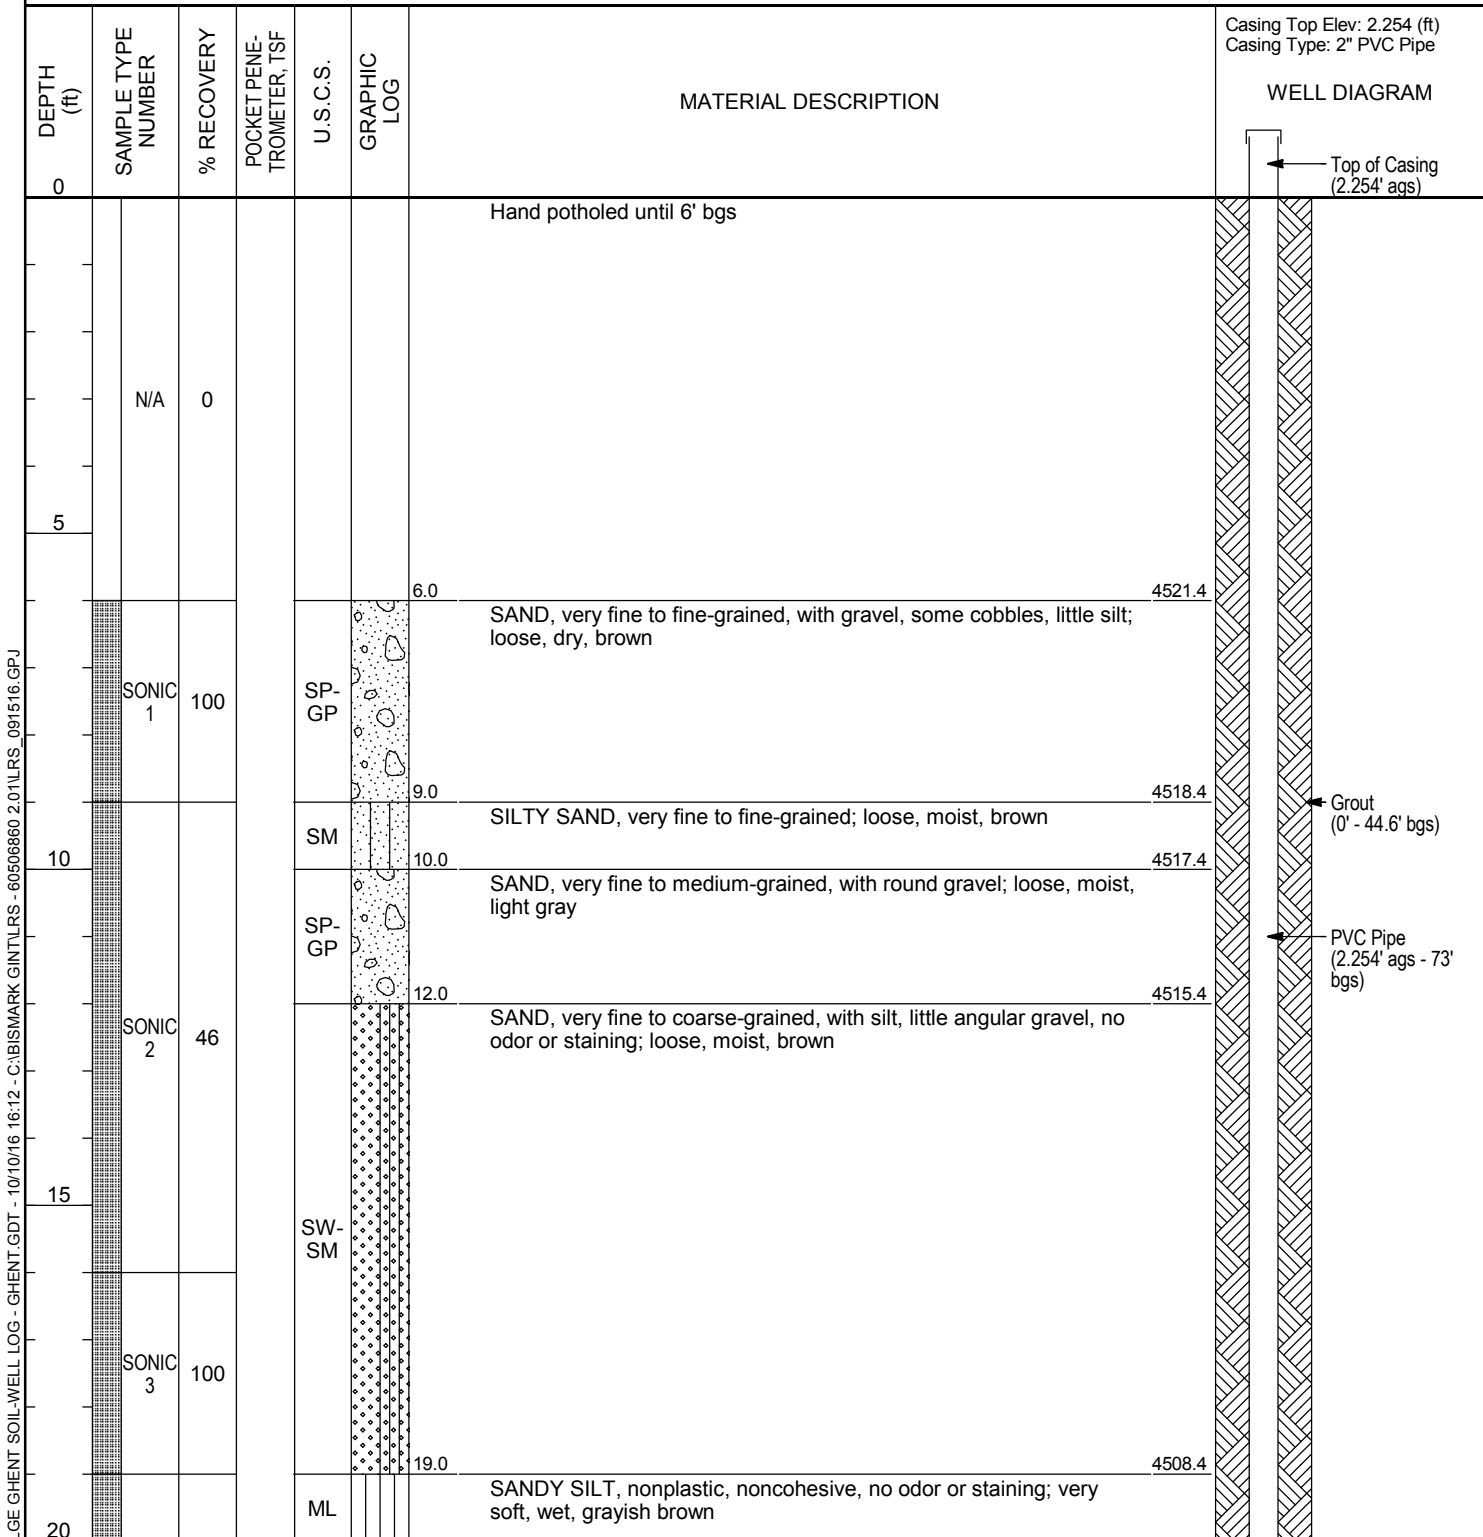 DEPTH
(ft)
SAMPLE TYPE
NUMBER
% RECOVERY
POCKET PENE-
TROMETER, TSF
U.S.C.S.
GRAPHIC
LOG
MATERIAL DESCRIPTION
Casing Top Elev: 2.254 (ft)
Casing Type: 2" PVC Pipe
WELL DIAGRAM
Top of Casing
(2.254' ags)
0
Hand potholed until 6' bgs
N/A
0
5
6.0
4521.4
SAND, very fine to fine-grained, with gravel, some cobbles, little silt;
loose, dry, brown
SONIC
1
100
SP-
GP
9.0
4518.4
SILTY SAND, very fine to fine-grained; loose, moist, brown
SM
Grout
(0' - 44.6' bgs)
10
10.0
4517.4
SAND, very fine to medium-grained, with round gravel; loose, moist,
light gray
SP-
GP
PVC Pipe
(2.254' ags - 73'
bgs)
12.0
4515.4
SAND, very fine to coarse-grained, with silt, little angular gravel, no
odor or staining; loose, moist, brown
SONIC
2
46
15
SW-
SM
SONIC
3
100
19.0
4508.4
SANDY SILT, nonplastic, noncohesive, no odor or staining; very
soft, wet, grayish brown
ML
20
GE GHENT SOIL-WELL LOG - GHENT.GDT - 10/10/16 16:12 - C:\BISMARK GINT\LRS - 60506860 2.01\LRS_091516.GPJ